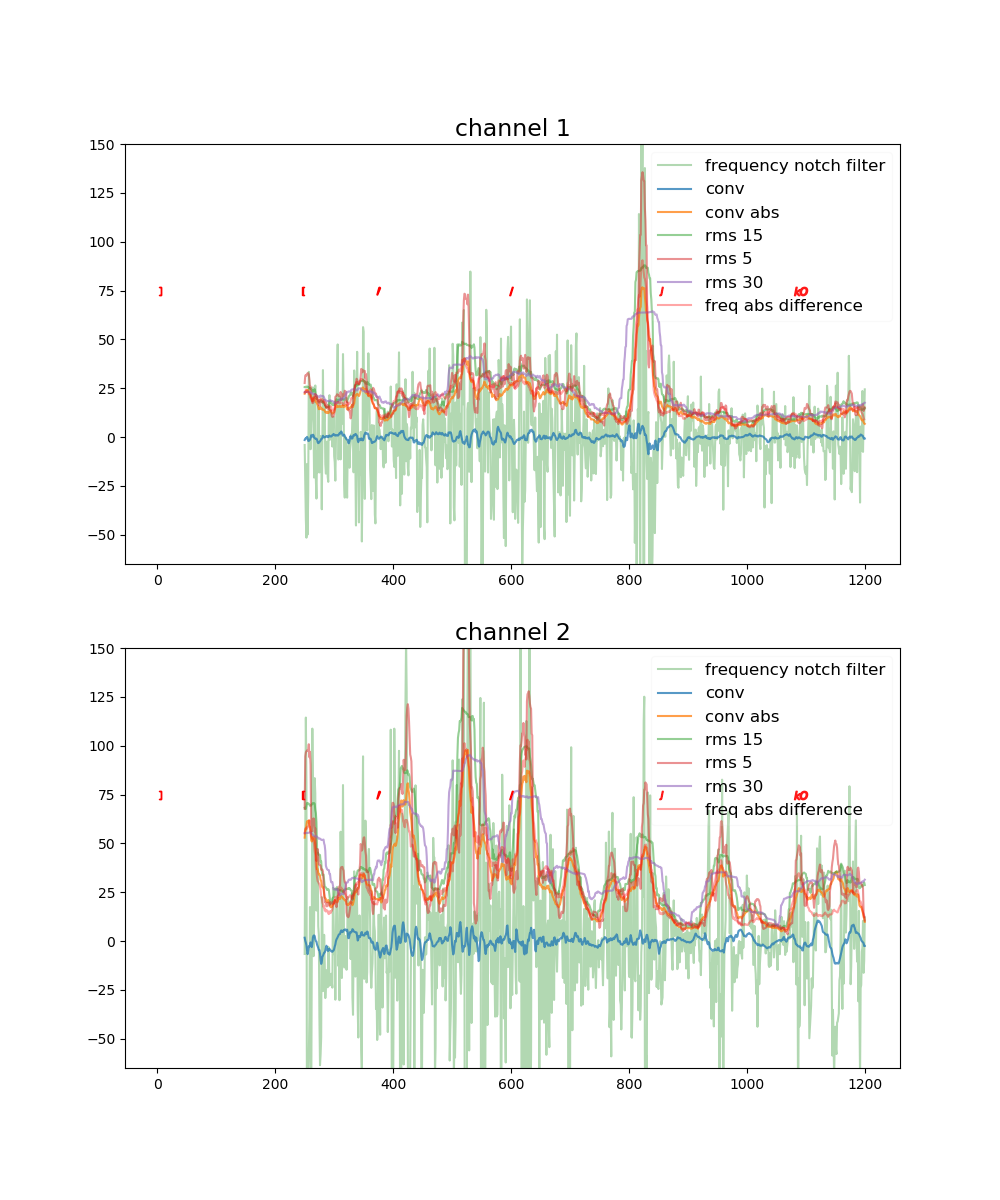 channel 1
150
125
100
75
50
25
0
−25
−50
0 200 400 600 800 1000 1200
frequency notch filter
conv
conv abs
rms 15
rms 5
rms 30
freq abs difference
channel 2
150
125
100
75
50
25
0
−25
−50
0 200 400 600 800 1000 1200
frequency notch filter
conv
conv abs
rms 15
rms 5
rms 30
freq abs difference